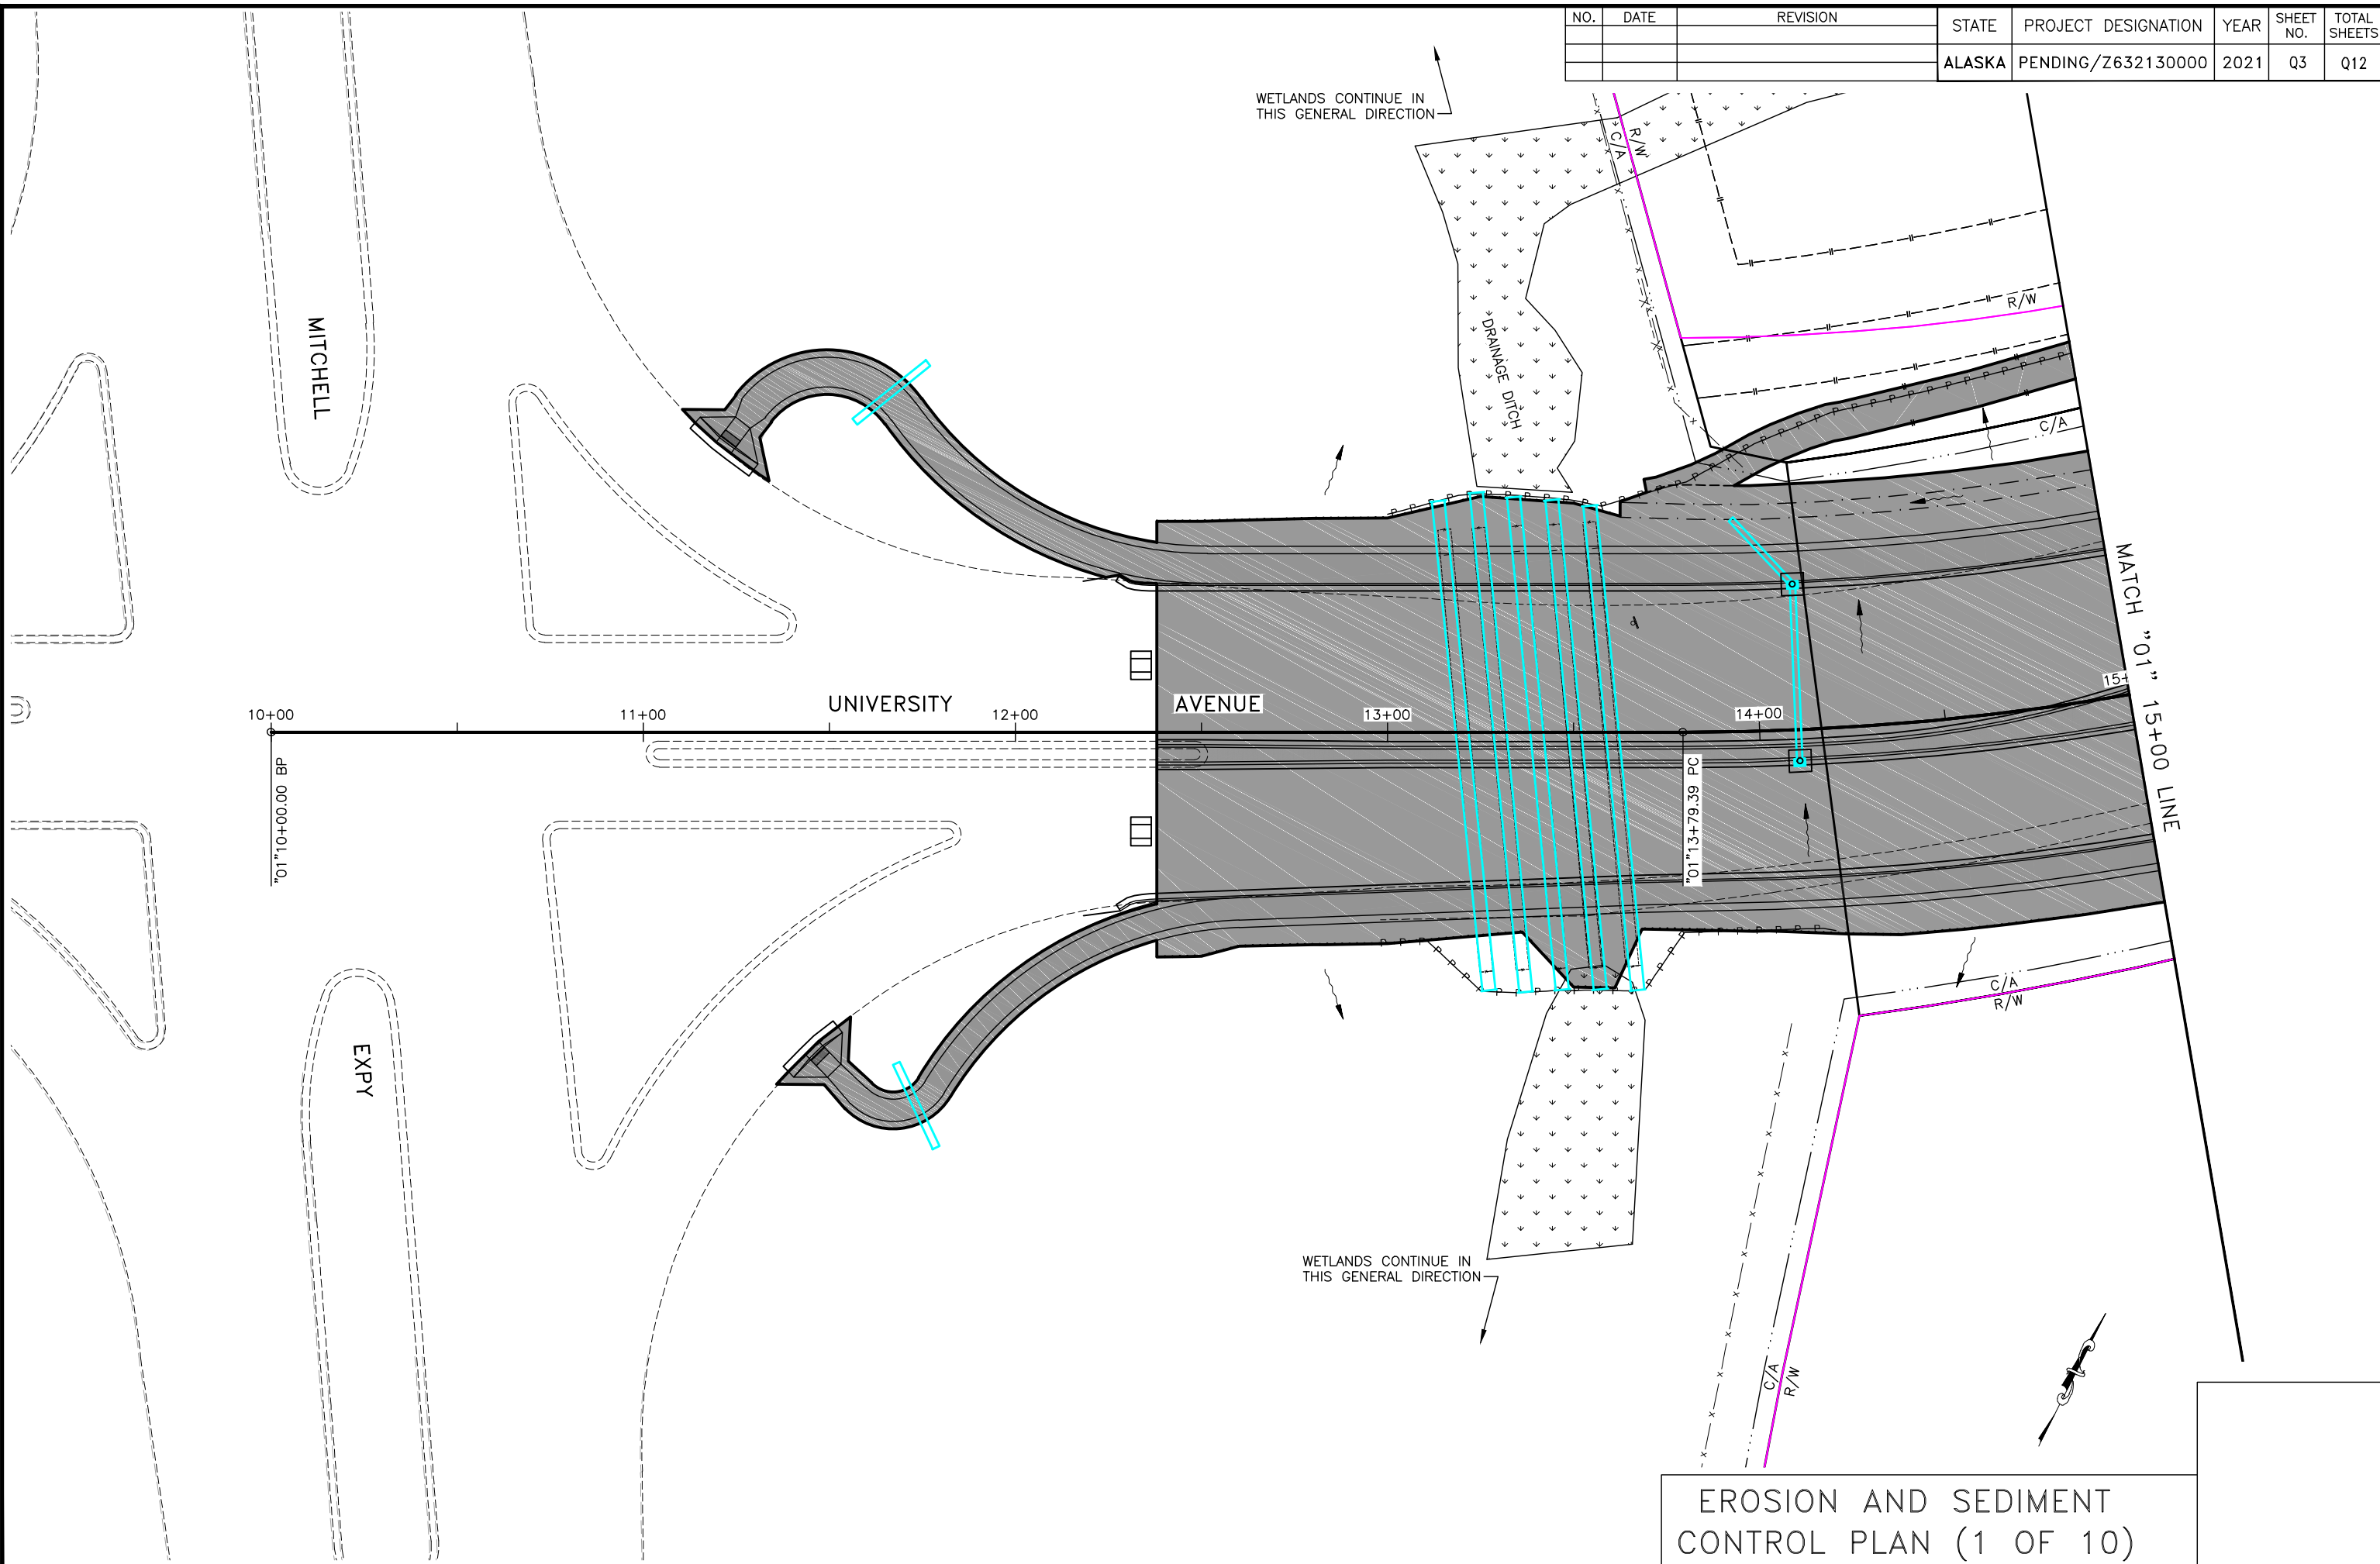 NO.
DATE
REVISION
STATE
PROJECT DESIGNATION
YEAR
SHEET
NO.
TOTAL
SHEETS
ALASKA
PENDING/Z632130000
2021
Q3
Q12
WETLANDS CONTINUE IN
THIS GENERAL DIRECTION
C/A
R/W
R/W
C/A
DRAINAGE DITCH
MITCHELL
UNIVERSITY
AVENUE
10+00
11+00
12+00
13+00
14+00
15+
"01"10+00.00 BP
"01"13+79.39 PC
MATCH "01" 15+00 LINE
EXPY
C/A
R/W
WETLANDS CONTINUE IN
THIS GENERAL DIRECTION
C/A
R/W
EROSION AND SEDIMENT
CONTROL PLAN (1 OF 10)